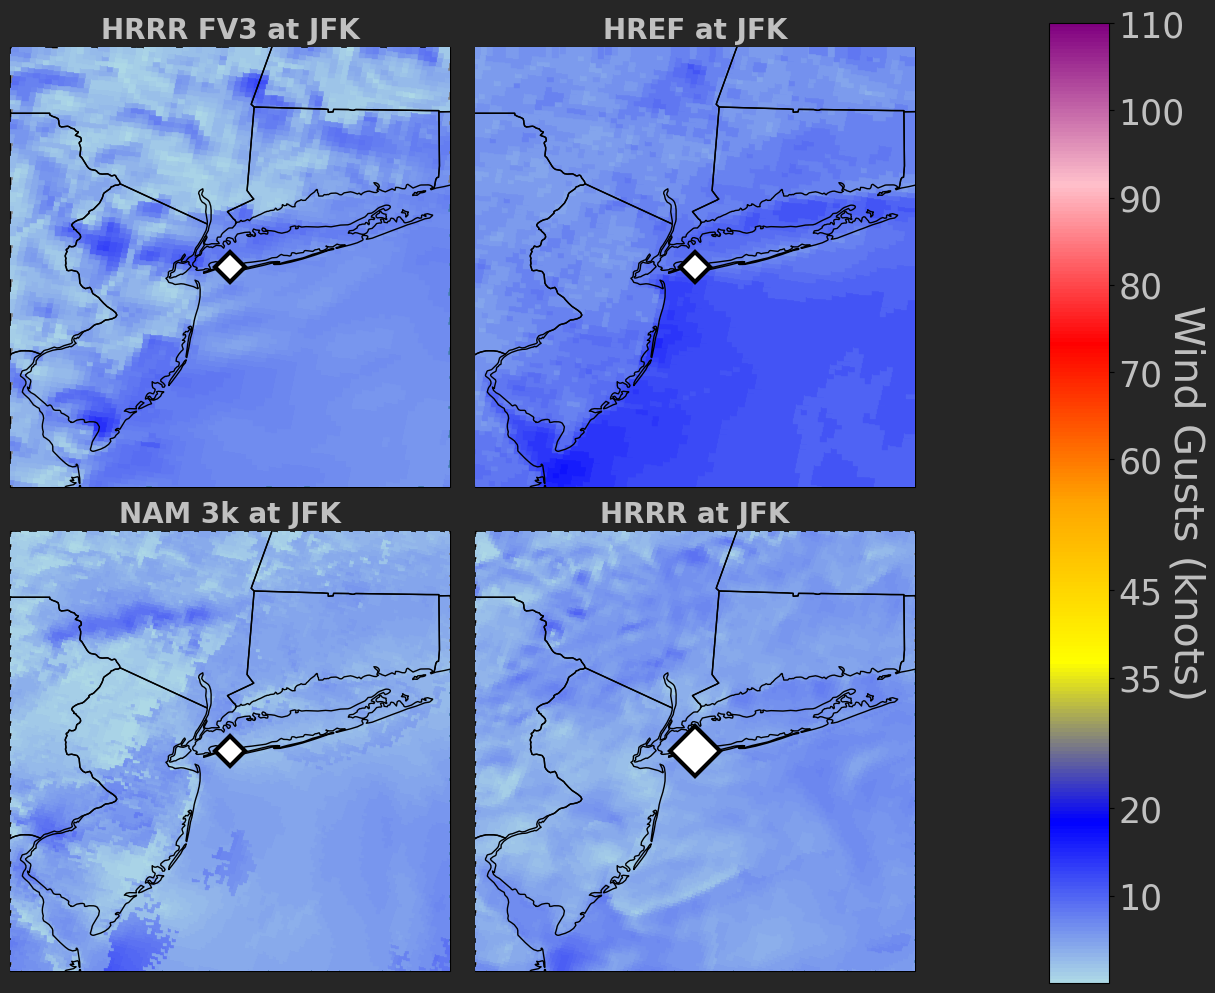 HRRR FV3 at JFK
HREF at JFK
NAM 3k at JFK
HRRR at JFK
110
100
90
80
70
60
45
35
20
10
Wind Gusts (knots)